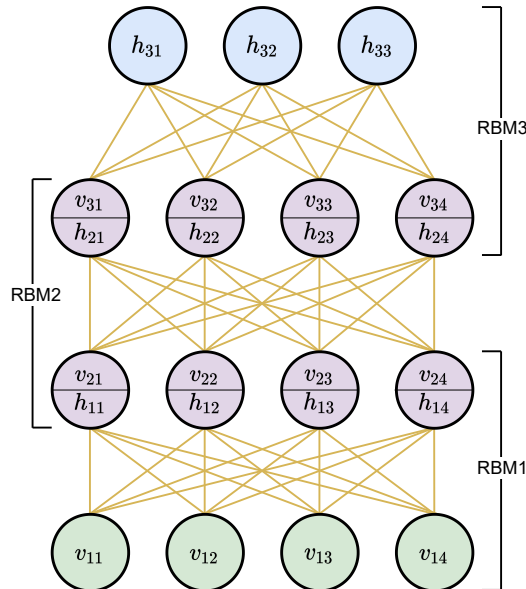 h31 h32 h33
RBM3
v31 v32 v33 v34
h21 h22 h23 h24
RBM2
v21 v22 v23 v24
h11 h12 h13 h14
RBM1
v11 v12 v13 v14